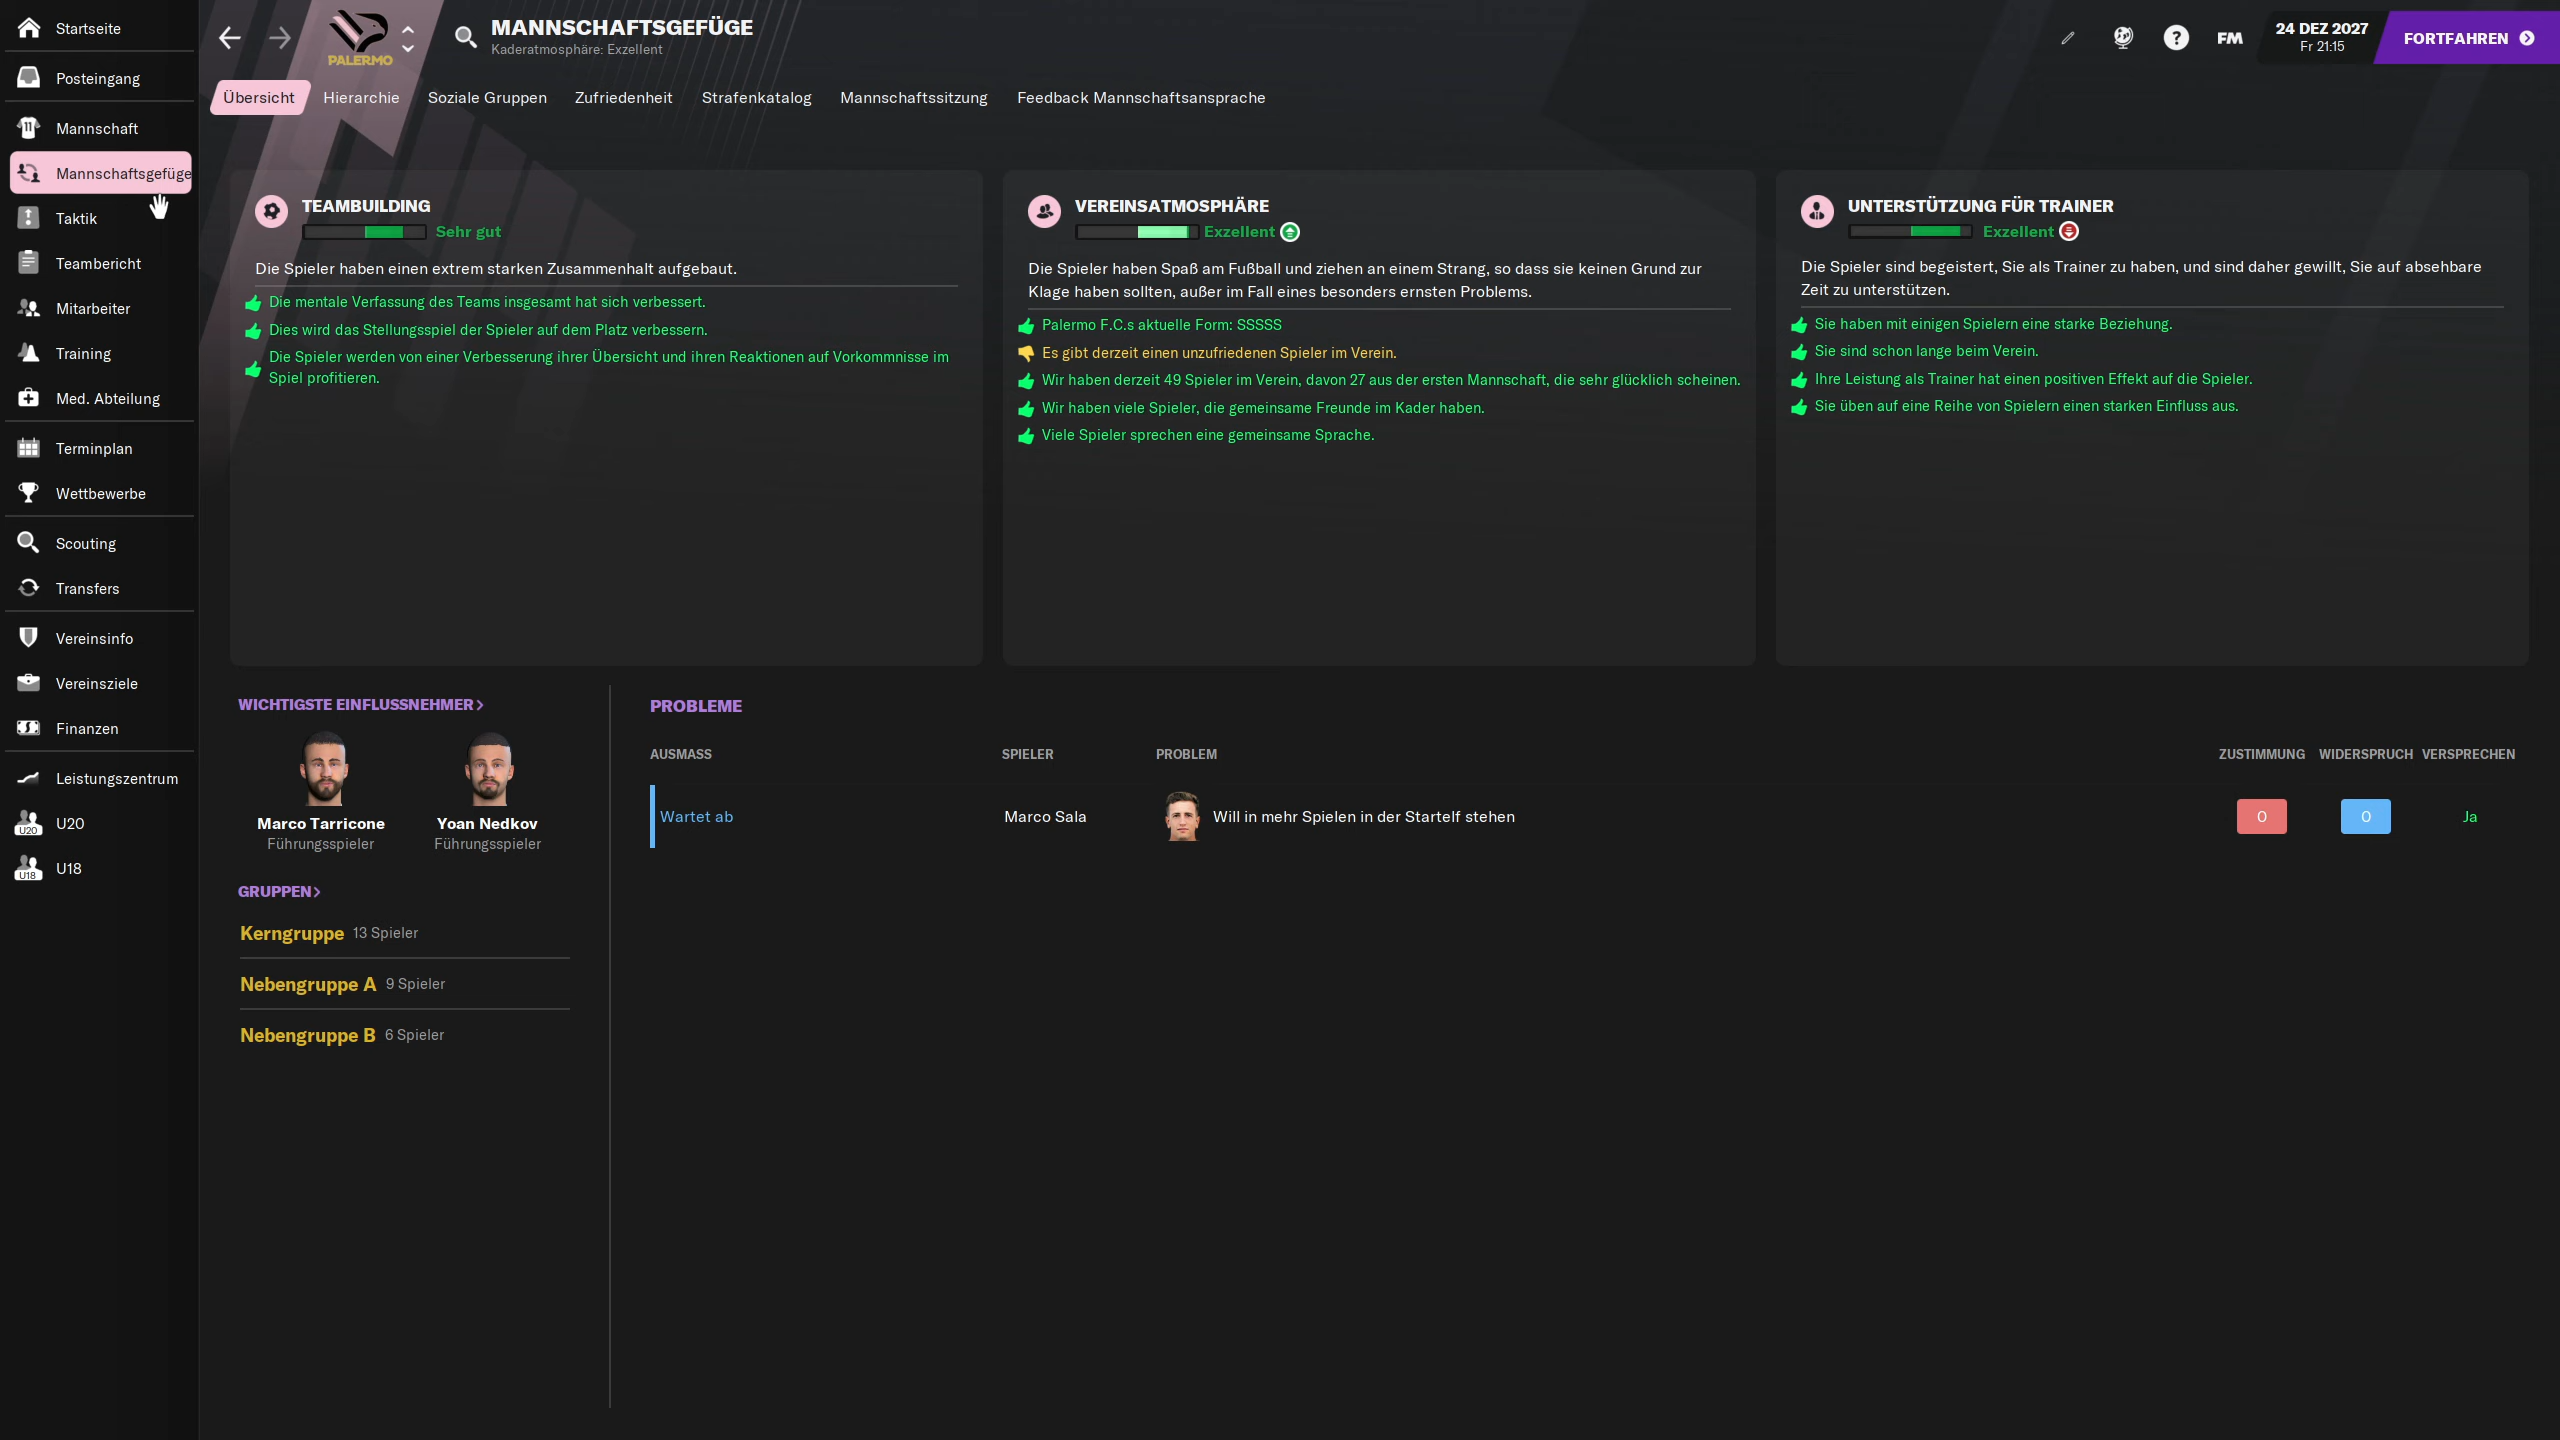 Startseite
Posteingang
Mannschaft
Mannschaftsgefüge
Taktik
Teambericht
Mitarbeiter
Training
Med. Abteilung
Terminplan
Wettbewerbe
Scouting
Transfers
Vereinsinfo
Vereinsziele
Finanzen
Leistungszentrum
U20 U20
U18 U18
PALERMO
MANNSCHAFTSGEFÜGE
Kaderatmosphäre: Exzellent
?
FM
24 DEZ 2027
Fr 21:15
FORTFAHREN
Übersicht Hierarchie Soziale Gruppen Zufriedenheit Strafenkatalog Mannschaftssitzung Feedback Mannschaftsansprache
TEAMBUILDING
Sehr gut
Die Spieler haben einen extrem starken Zusammenhalt aufgebaut.
Die mentale Verfassung des Teams insgesamt hat sich verbessert.
Dies wird das Stellungsspiel der Spieler auf dem Platz verbessern.
Die Spieler werden von einer Verbesserung ihrer Übersicht und ihren Reaktionen auf Vorkommnisse im
Spiel profitieren.
VEREINSATMOSPHÄRE
Exzellent
Die Spieler haben Spaß am Fußball und ziehen an einem Strang, so dass sie keinen Grund zur
Klage haben sollten, außer im Fall eines besonders ernsten Problems.
Palermo F.C.s aktuelle Form: SSSSS
Es gibt derzeit einen unzufriedenen Spieler im Verein.
Wir haben derzeit 49 Spieler im Verein, davon 27 aus der ersten Mannschaft, die sehr glücklich scheinen.
Wir haben viele Spieler, die gemeinsame Freunde im Kader haben.
Viele Spieler sprechen eine gemeinsame Sprache.
UNTERSTÜTZUNG FÜR TRAINER
Exzellent
Die Spieler sind begeistert, Sie als Trainer zu haben, und sind daher gewillt, Sie auf absehbare
Zeit zu unterstützen.
Sie haben mit einigen Spielern eine starke Beziehung.
Sie sind schon lange beim Verein.
Ihre Leistung als Trainer hat einen positiven Effekt auf die Spieler.
Sie üben auf eine Reihe von Spielern einen starken Einfluss aus.
WICHTIGSTE EINFLUSSNEHMER
Marco Tarricone
Führungsspieler
Yoan Nedkov
Führungsspieler
GRUPPEN
Kerngruppe 13 Spieler
Nebengruppe A 9 Spieler
Nebengruppe B 6 Spieler
PROBLEME
AUSMASS SPIELER PROBLEM ZUSTIMMUNG WIDERSPRUCH VERSPRECHEN
Wartet ab Marco Sala Will in mehr Spielen in der Startelf stehen 0 0 Ja